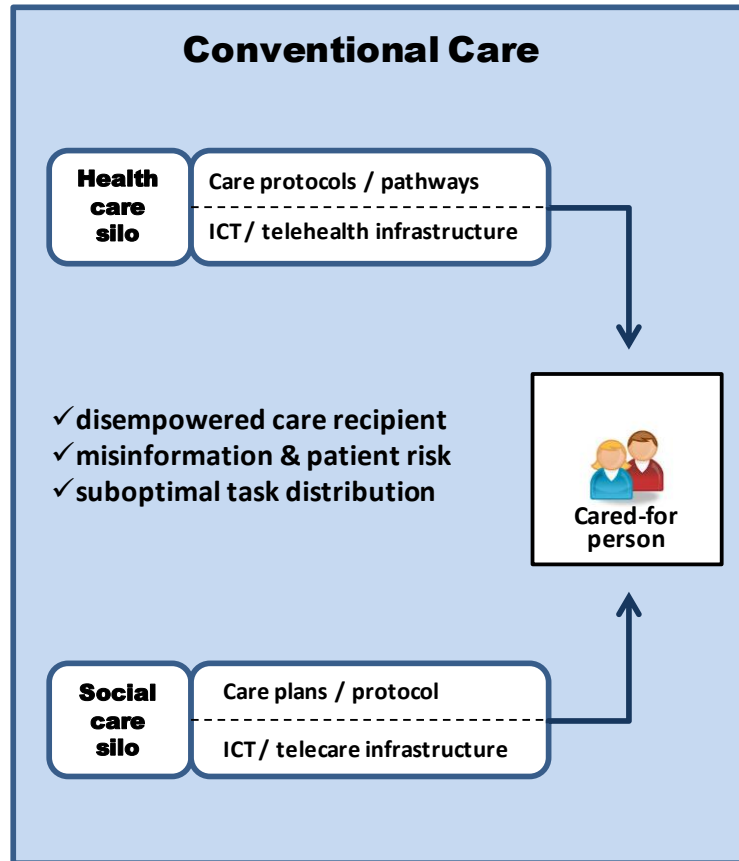 Conventional Care
Health
care
silo
Care protocols / pathways
ICT / telehealth infrastructure
✓disempowered care recipient
✓misinformation & patient risk
✓suboptimal task distribution
Cared-for
person
Social
care
silo
Care plans / protocol
ICT / telecare infrastructure